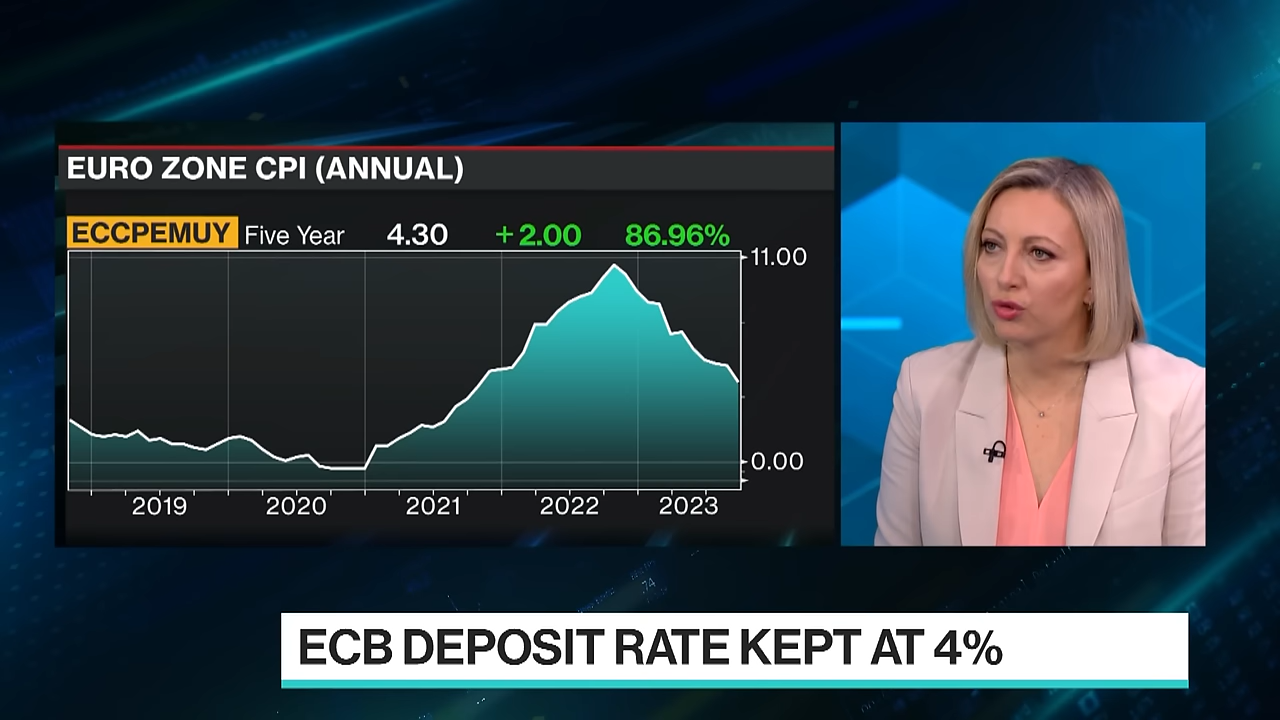 EURO ZONE CPI (ANNUAL)
ECCPEMUY Five Year 4.30 +2.00 86.96%
11.00
0.00
2019 2020 2021 2022 2023
74
ECB DEPOSIT RATE KEPT AT 4%